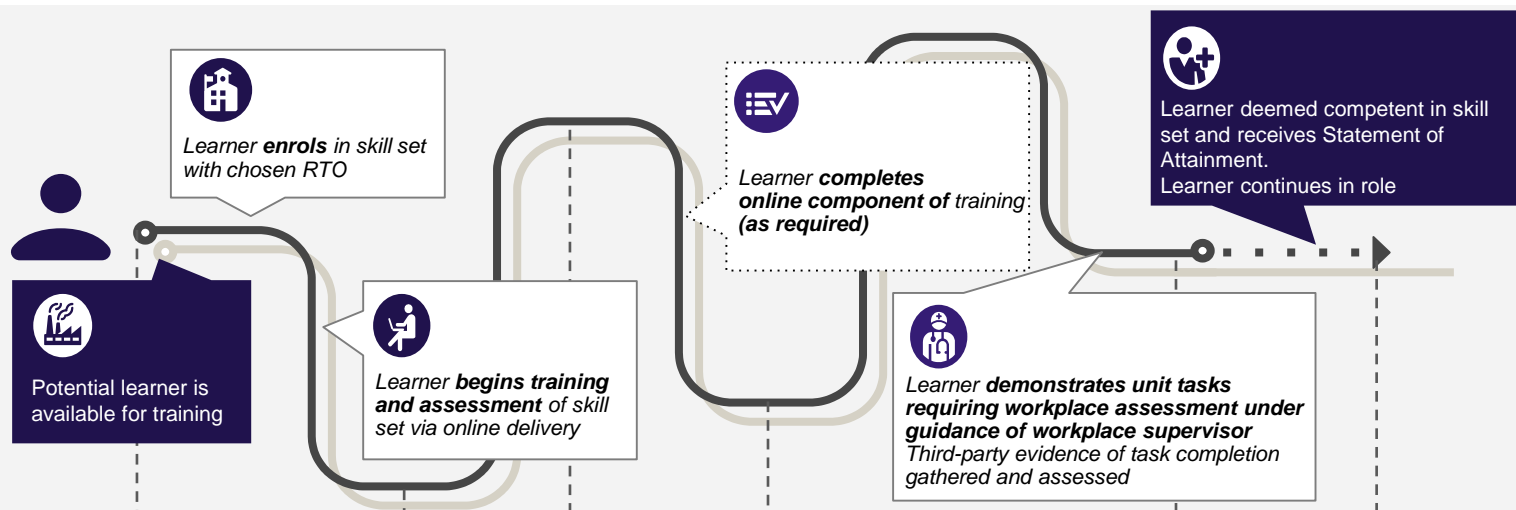 Potential learner is
available for training
Learner enrols in skill set
with chosen RTO
Learner begins training
and assessment of skill
set via online delivery
Learner completes
online component of training
(as required)
Learner demonstrates unit tasks
requiring workplace assessment under
guidance of workplace supervisor
Third-party evidence of task completion
gathered and assessed
Learner deemed competent in skill
set and receives Statement of
Attainment.
Learner continues in role